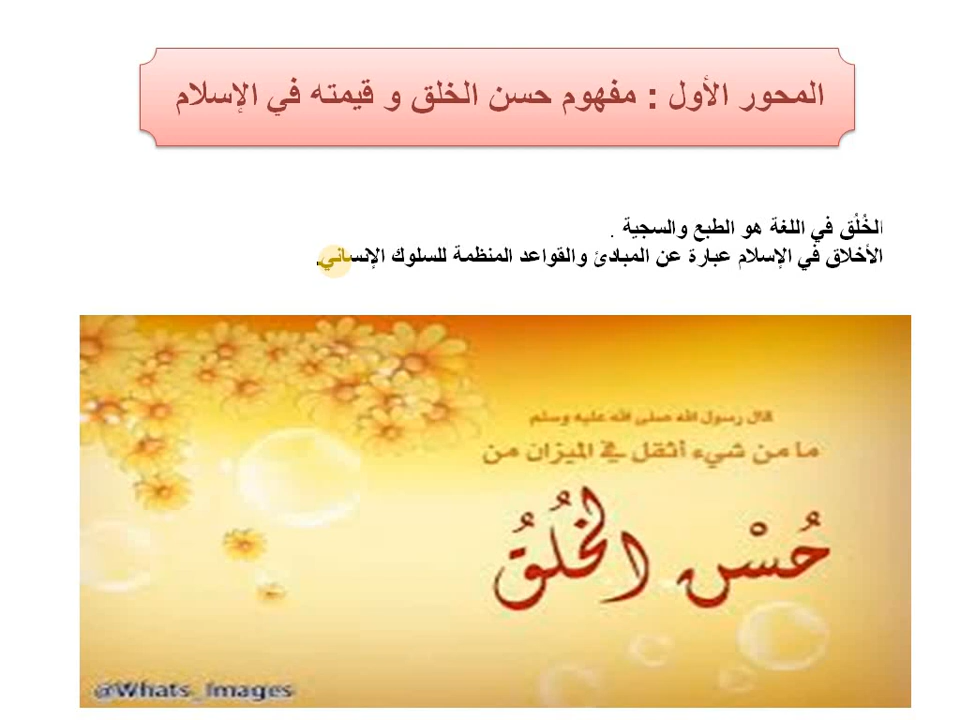 المحور الأول : مفهوم حسن الخلق و قيمته في الإسلام
الخُلُق في اللغة هو الطبع والسجية .
الأخلاق في الإسلام عبارة عن المبادئ والقواعد المنظمة للسلوك الإنساني.
قال رسول الله صلى الله عليه وسلم
ما من شيء أثقل في الميزان من
حُسْن الخُلُقُ
@Whats_Images